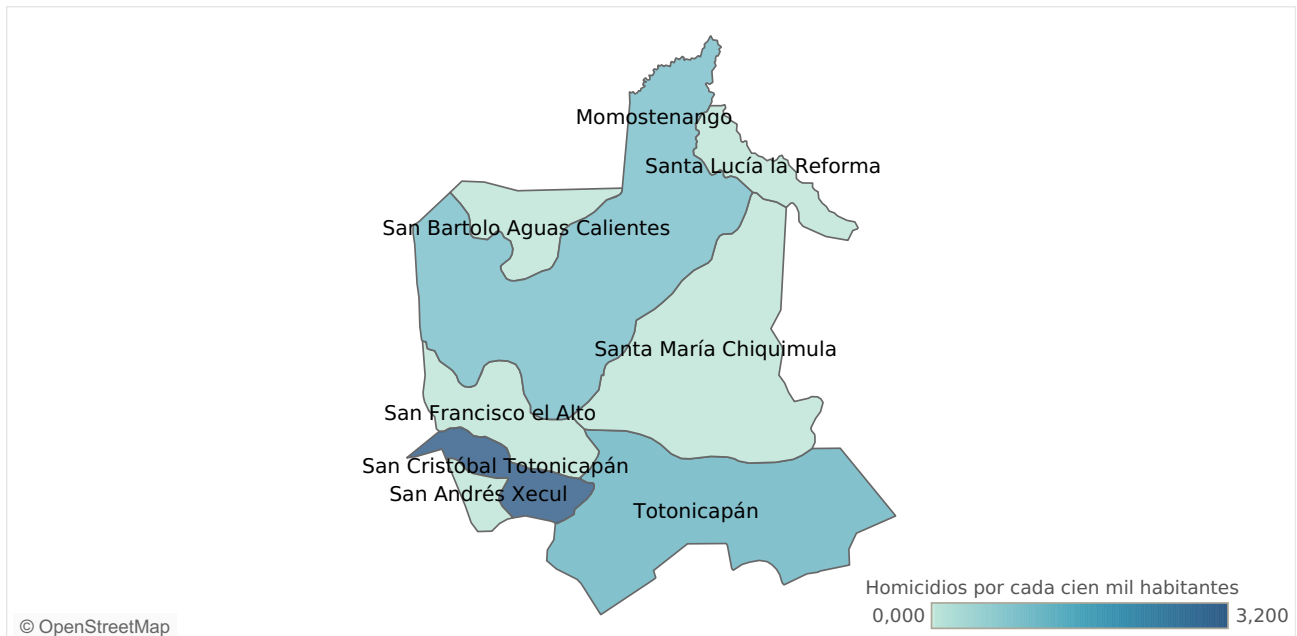 Momostenango
Santa Lucía la Reforma
San Bartolo Aguas Calientes
Santa María Chiquimula
San Francisco el Alto
San Cristóbal Totonicapán
San Andrés Xecul
Totonicapán
Homicidios por cada cien mil habitantes
0,000 3,200
© OpenStreetMap